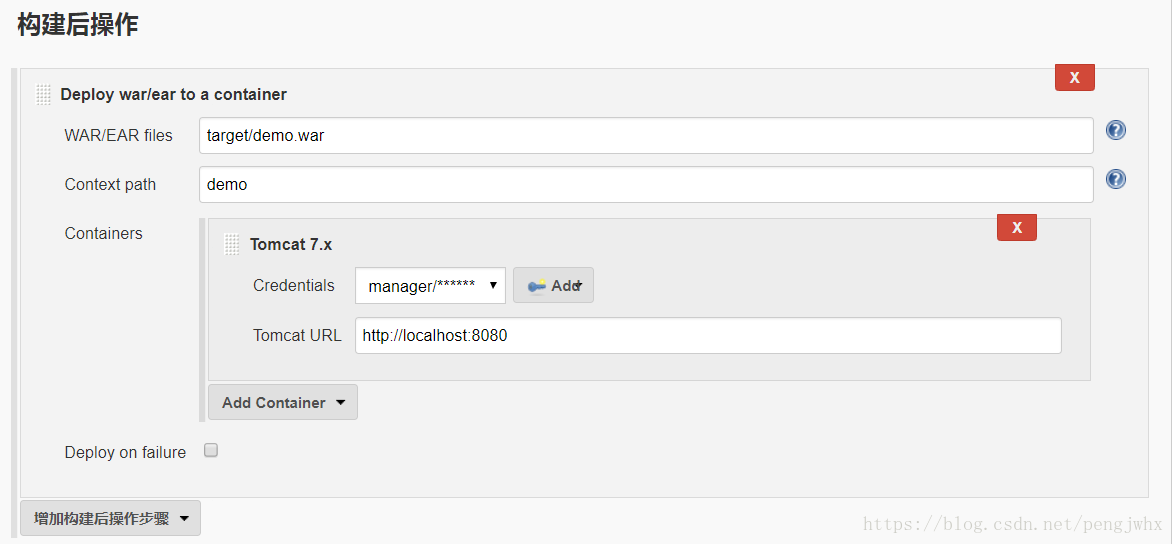 构建后操作
X
Deploy war/ear to a container
WAR/EAR files target/demo.war
Context path demo
Containers
X
Tomcat 7.x
Credentials manager/****** Add
Tomcat URL http://localhost:8080
Add Container
Deploy on failure
增加构建后操作步骤
https://blog.csdn.net/pengjwhx